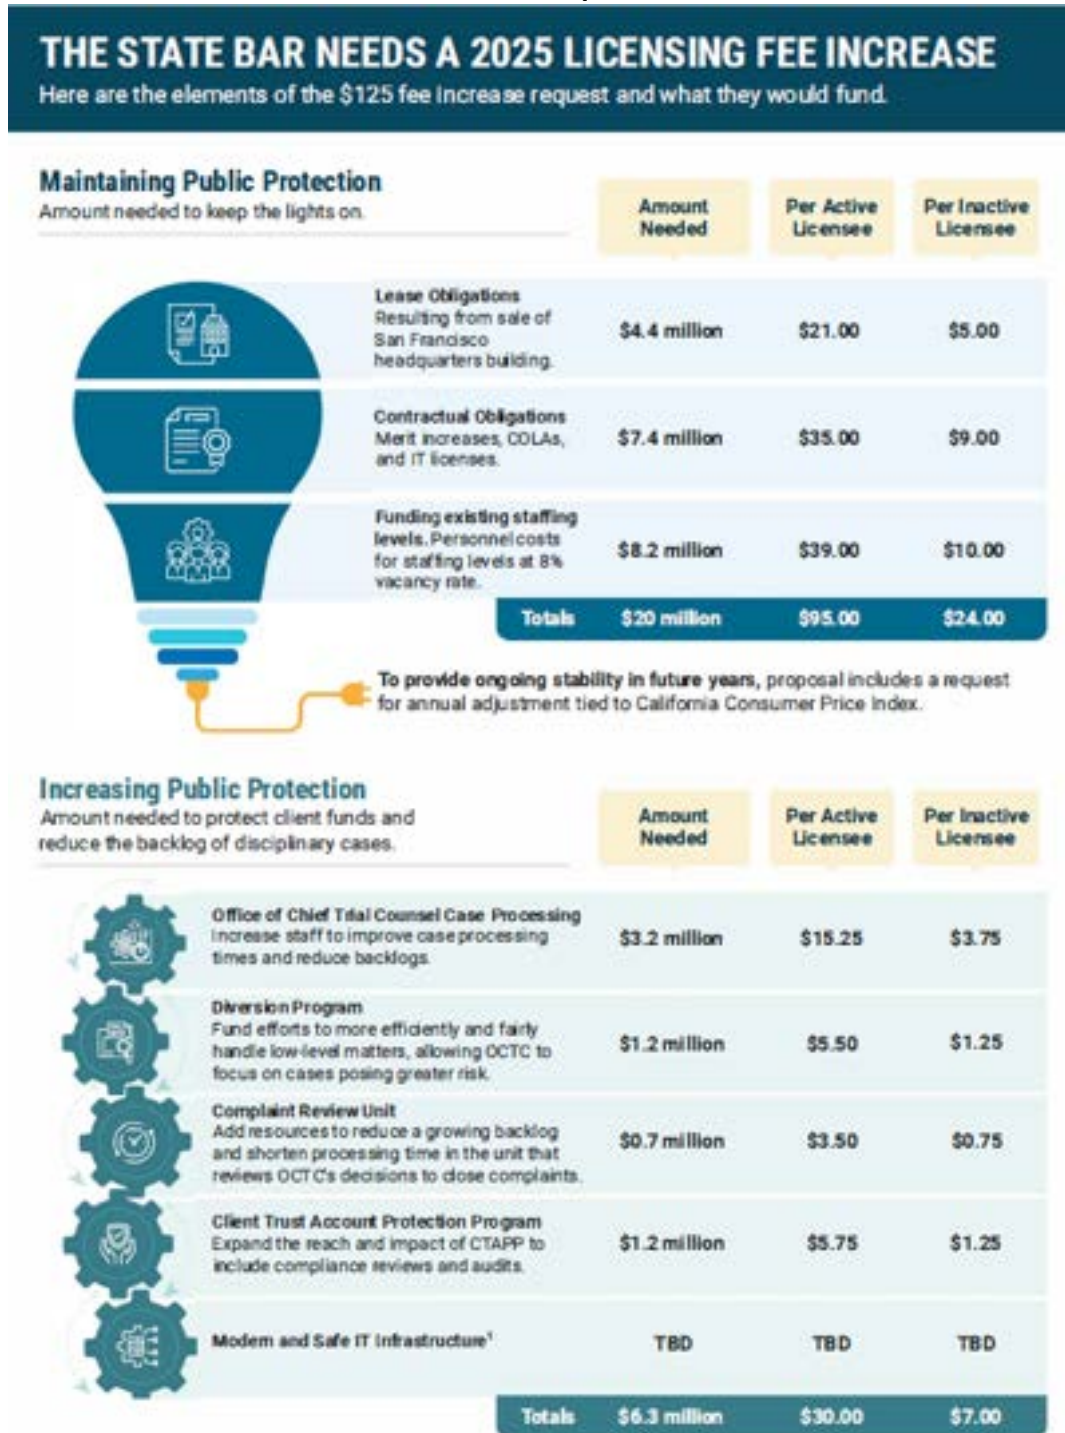 THE STATE BAR NEEDS A 2025 LICENSING FEE INCREASE
Here are the elements of the $125 fee increase request and what they would fund.
Maintaining Public Protection
Amount needed to keep the lights on.
Amount Needed
Per Active Licensee
Per Inactive Licensee
Lease Obligations
Resulting from sale of
San Francisco
headquarters building.
$4.4 million
$21.00
$5.00
Contractual Obligations
Merit increases, COLAs,
and IT licenses.
$7.4 million
$35.00
$9.00
Funding existing staffing
levels. Personnel costs
for staffing levels at 8%
vacancy rate.
$8.2 million
$39.00
$10.00
Totals $20 million $95.00 $24.00
To provide ongoing stability in future years, proposal includes a request
for annual adjustment tied to California Consumer Price Index.
Increasing Public Protection
Amount needed to protect client funds and
reduce the backlog of disciplinary cases.
Amount Needed
Per Active Licensee
Per Inactive Licensee
Office of Chief Trial Counsel Case Processing
Increase staff to improve case processing
times and reduce backlogs.
$3.2 million
$15.25
$3.75
Diversion Program
Fund efforts to more efficiently and fairly
handle low-level matters, allowing OCTC to
focus on cases posing greater risk.
$1.2 million
$5.50
$1.25
Complaint Review Unit
Add resources to reduce a growing backlog
and shorten processing time in the unit that
reviews OCTC's decisions to close complaints.
$0.7 million
$3.50
$0.75
Client Trust Account Protection Program
Expand the reach and impact of CTAPP to
include compliance reviews and audits.
$1.2 million
$5.75
$1.25
Modern and Safe IT Infrastructure¹
TBD
TBD
TBD
Totals $6.3 million $30.00 $7.00